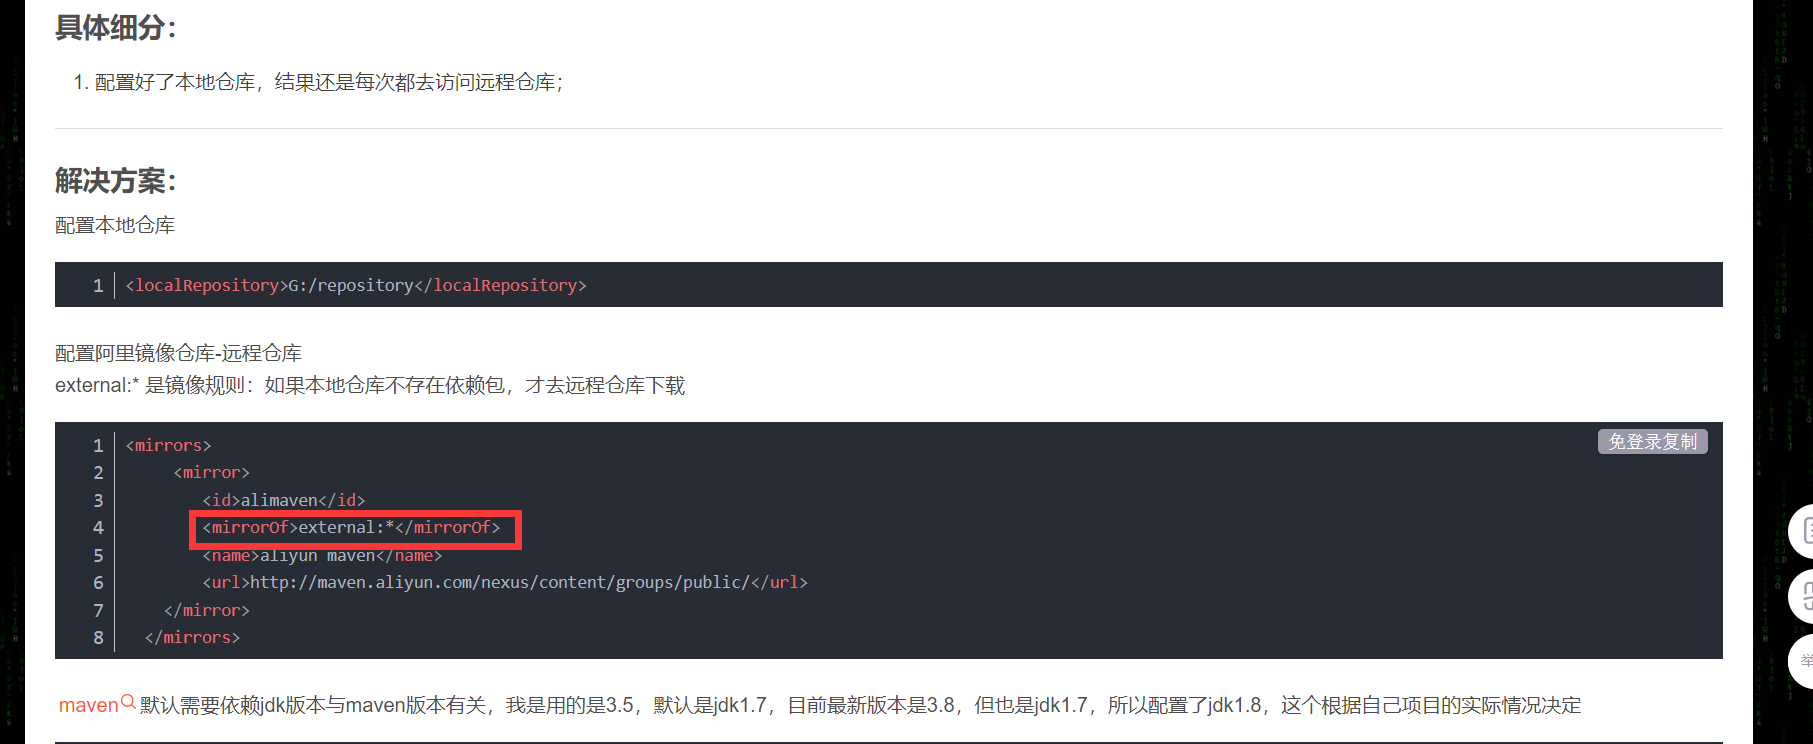 具体细分：
1. 配置好了本地仓库，结果还是每次都去访问远程仓库；
解决方案：
配置本地仓库
1 <localRepository>G:/repository</localRepository>
配置阿里镜像仓库-远程仓库
external:* 是镜像规则：如果本地仓库不存在依赖包，才去远程仓库下载
免登录复制
1 <mirrors>
2 <mirror>
3 <id>alimaven</id>
4 <mirrorOf>external:*</mirrorOf>
5 <name>aliyun maven</name>
6 <url>http://maven.aliyun.com/nexus/content/groups/public/</url>
7 </mirror>
8 </mirrors>
举
maven默认需要依赖jdk版本与maven版本有关，我是用的是3.5，默认是jdk1.7，目前最新版本是3.8，但也是jdk1.7，所以配置了jdk1.8，这个根据自己项目的实际情况决定